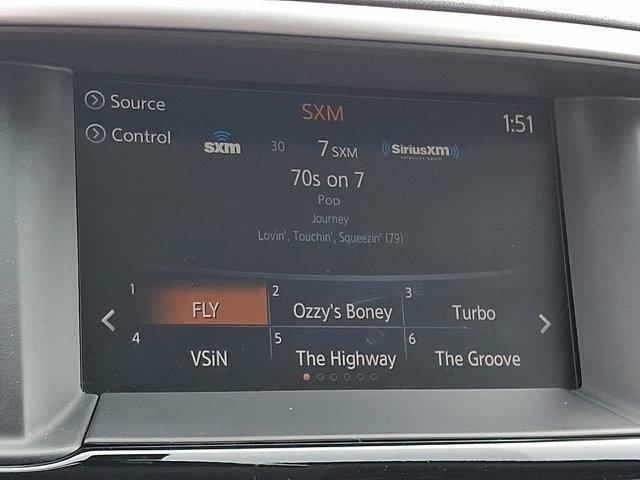 Source
SXM
1:51
Control
sxm 30 7 SXM SiriusXM
SATELLITE RADIO
70s on 7
Pop
Journey
Lovin', Touchin', Squeezin' (79)
1 FLY 2 Ozzy's Boney 3 Turbo
4 VSiN 5 The Highway 6 The Groove